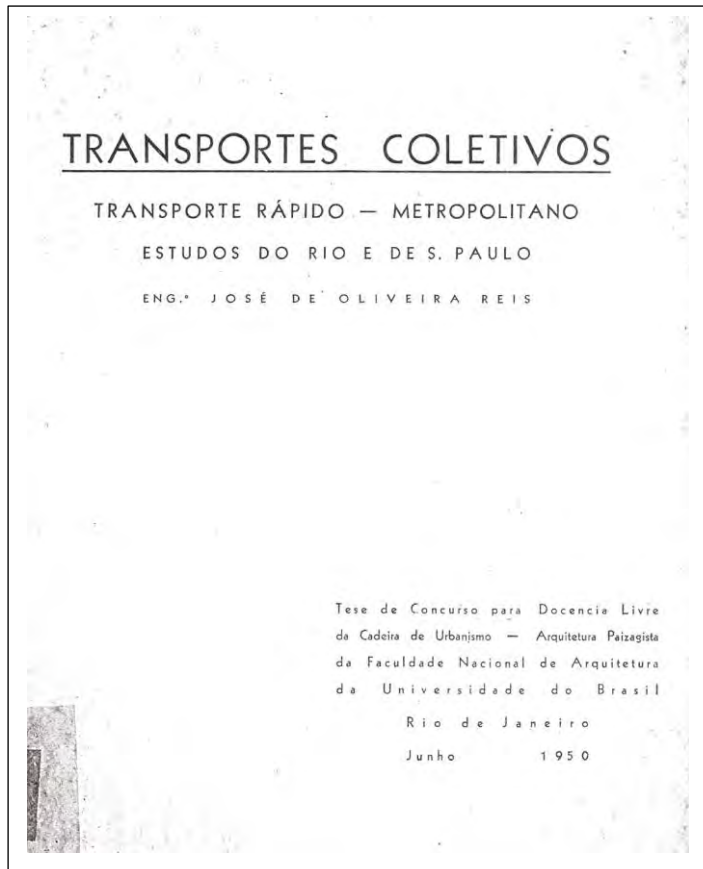 TRANSPORTES COLETIVOS
TRANSPORTE RÁPIDO — METROPOLITANO
ESTUDOS DO RIO E DE S. PAULO
ENG.º JOSÉ DE OLIVEIRA REIS
Tese de Concurso para Docencia Livre
da Cadeira de Urbanismo — Arquitetura Paizagista
da Faculdade Nacional de Arquitetura
da Universidade do Brasil
Rio de Janeiro
Junho 1950